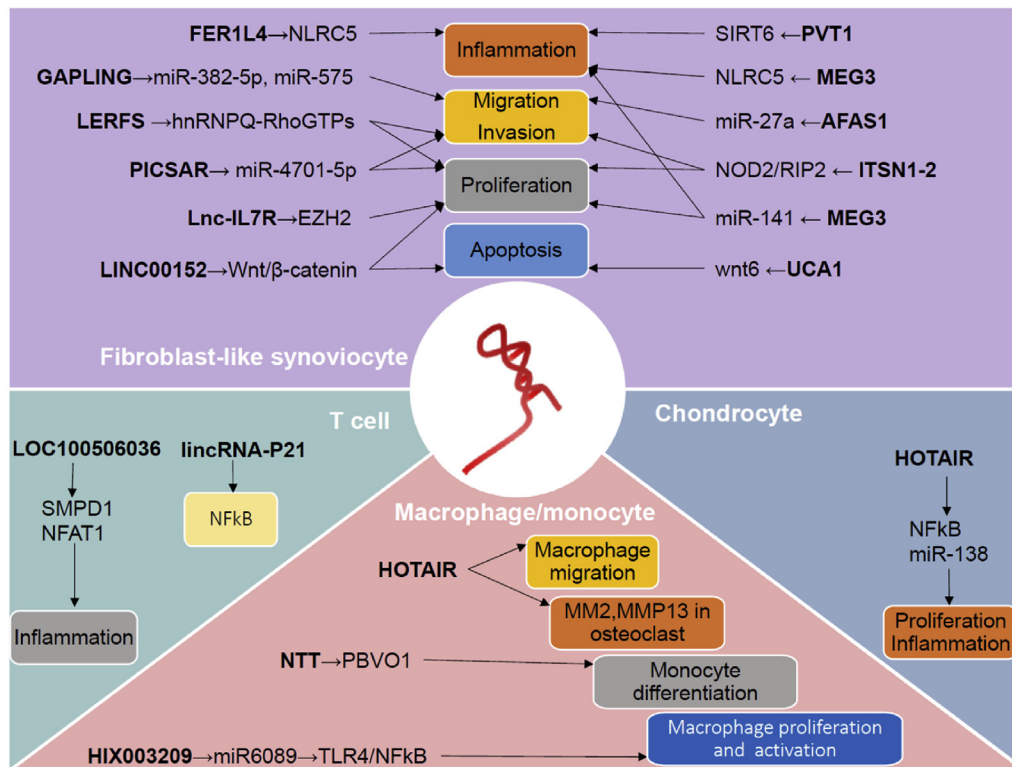 FER1L4→NLRC5
GAPLING→miR-382-5p, miR-575
LERFS→hnRNPQ-RhoGTPs
PICSAR→ miR-4701-5p
Lnc-IL7R→EZH2
LINC00152→Wnt/β-catenin
Inflammation
Migration
Invasion
Proliferation
Apoptosis
SIRT6 ←PVT1
NLRC5 ← MEG3
miR-27a ←AFAS1
NOD2/RIP2 ← ITSN1-2
miR-141 ← MEG3
wnt6 ←UCA1
Fibroblast-like synoviocyte
T cell
LOC100506036
SMPD1
NFAT1
Inflammation
lincRNA-P21
NFkB
Macrophage/monocyte
HOTAIR
Macrophage
migration
MM2,MMP13 in
osteoclast
NTT→PBVO1
Monocyte
differentiation
HIX003209→miR6089→TLR4/NFkB
Macrophage proliferation
and activation
Chondrocyte
HOTAIR
NFkB
miR-138
Proliferation
Inflammation